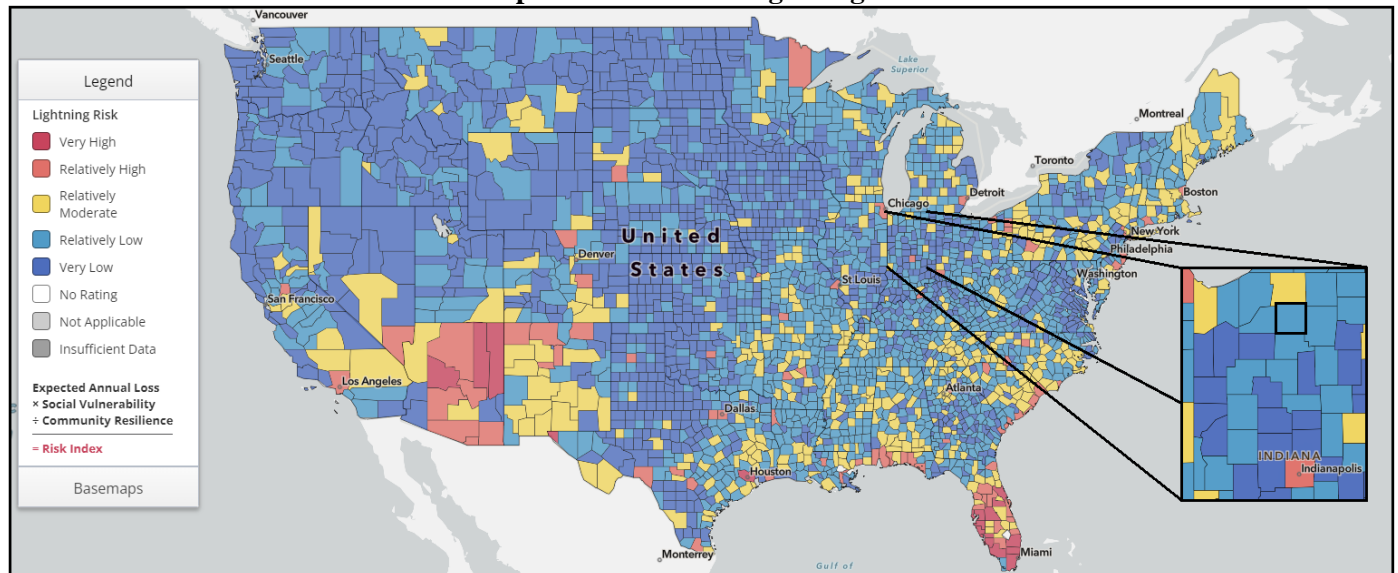 Vancouver
Seattle
Lake
Superior
Montreal
Toronto
Boston
Detroit
Chicago
New York
Philadelphia
Washington
United
States
Denver
St Louis
San Francisco
Los Angeles
Atlanta
Dallas
Houston
Miami
Monterrey
Gulf of
Legend
Lightning Risk
Very High
Relatively High
Relatively
Moderate
Relatively Low
Very Low
No Rating
Not Applicable
Insufficient Data
Expected Annual Loss
× Social Vulnerability
÷ Community Resilience
= Risk Index
Basemaps
INDIANA
Indianapolis